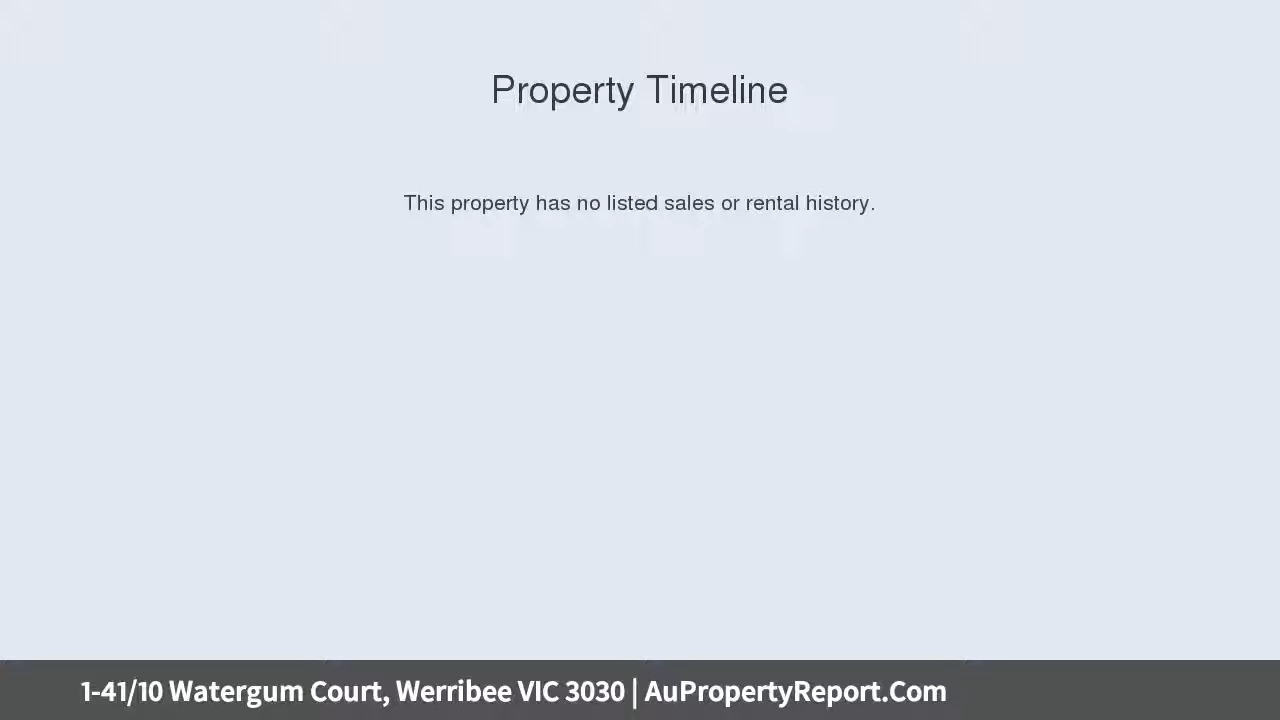 Property Timeline
This property has no listed sales or rental history.
1-41/10 Watergum Court, Werribee VIC 3030 | AuPropertyReport.Com